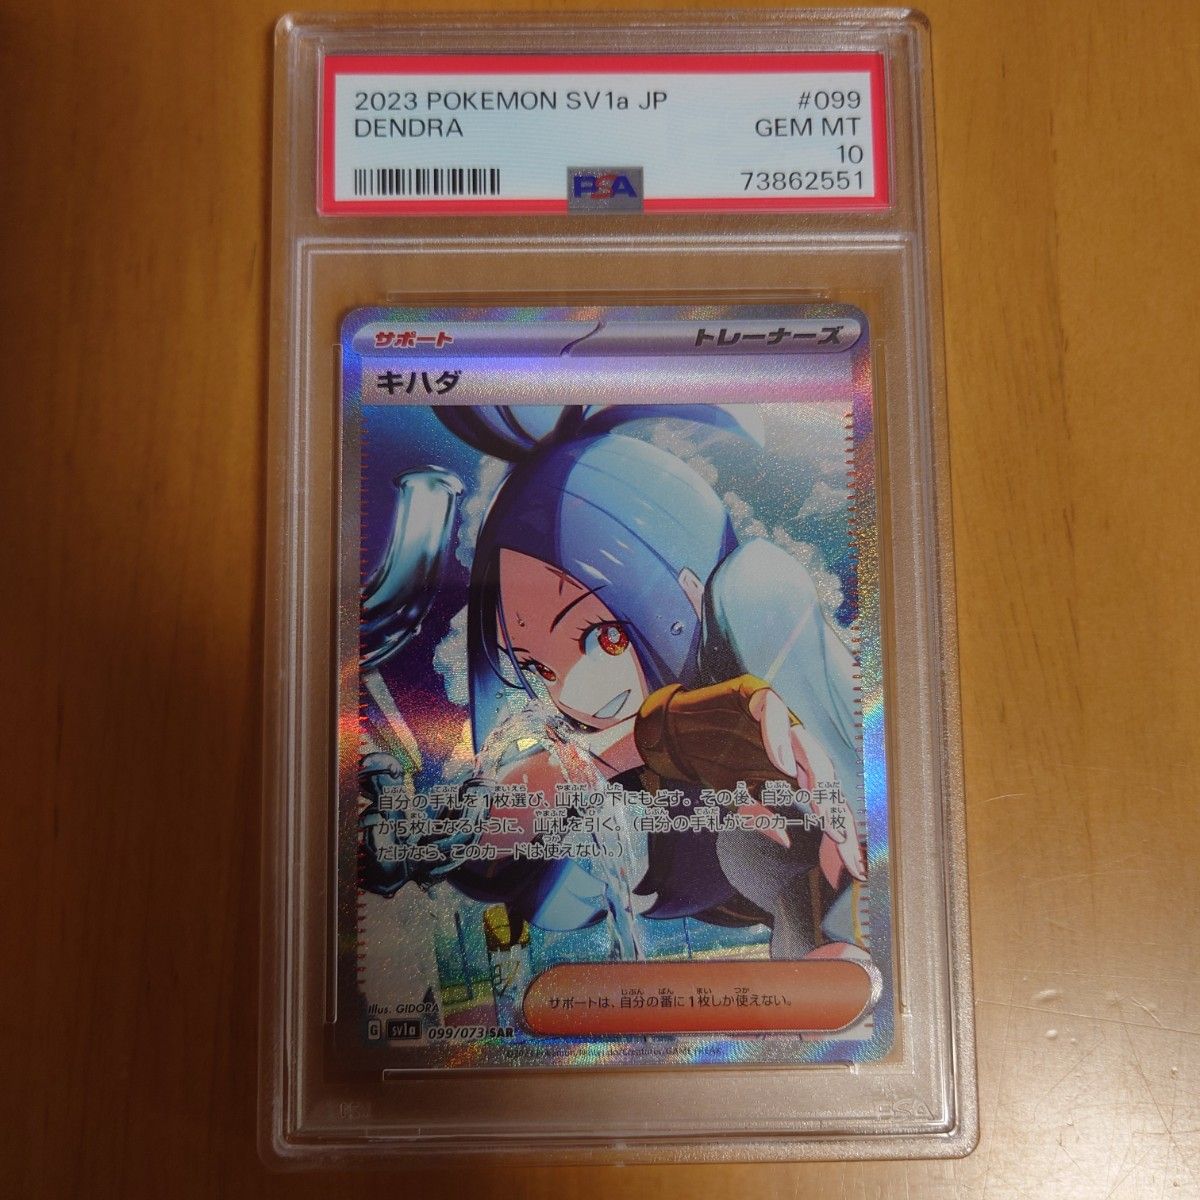 2023 POKEMON SV1a JP #099
DENDRA GEM MT
10
PSA 73862551
サポート トレーナーズ
キハダ
自分の手札を1枚選び、山札の下にもどす。その後、自分の手札
が5枚になるように、山札を引く。（自分の手札がこのカード1枚
だけなら、このカードは使えない。）
サポートは、自分の番に1枚しか使えない。
Illus. GIDORA
G sv1a 099/073 SAR
PSA